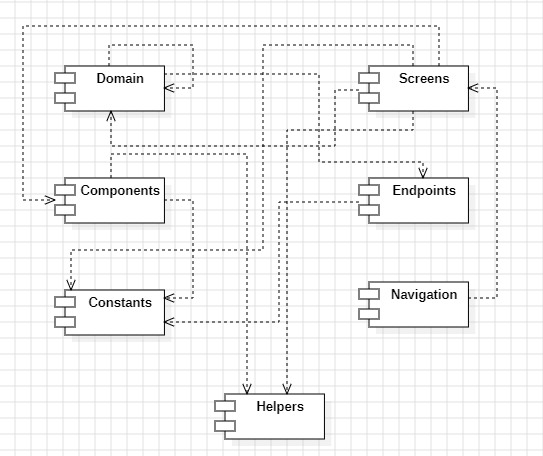 Domain
Screens
Components
Endpoints
Constants
Navigation
Helpers